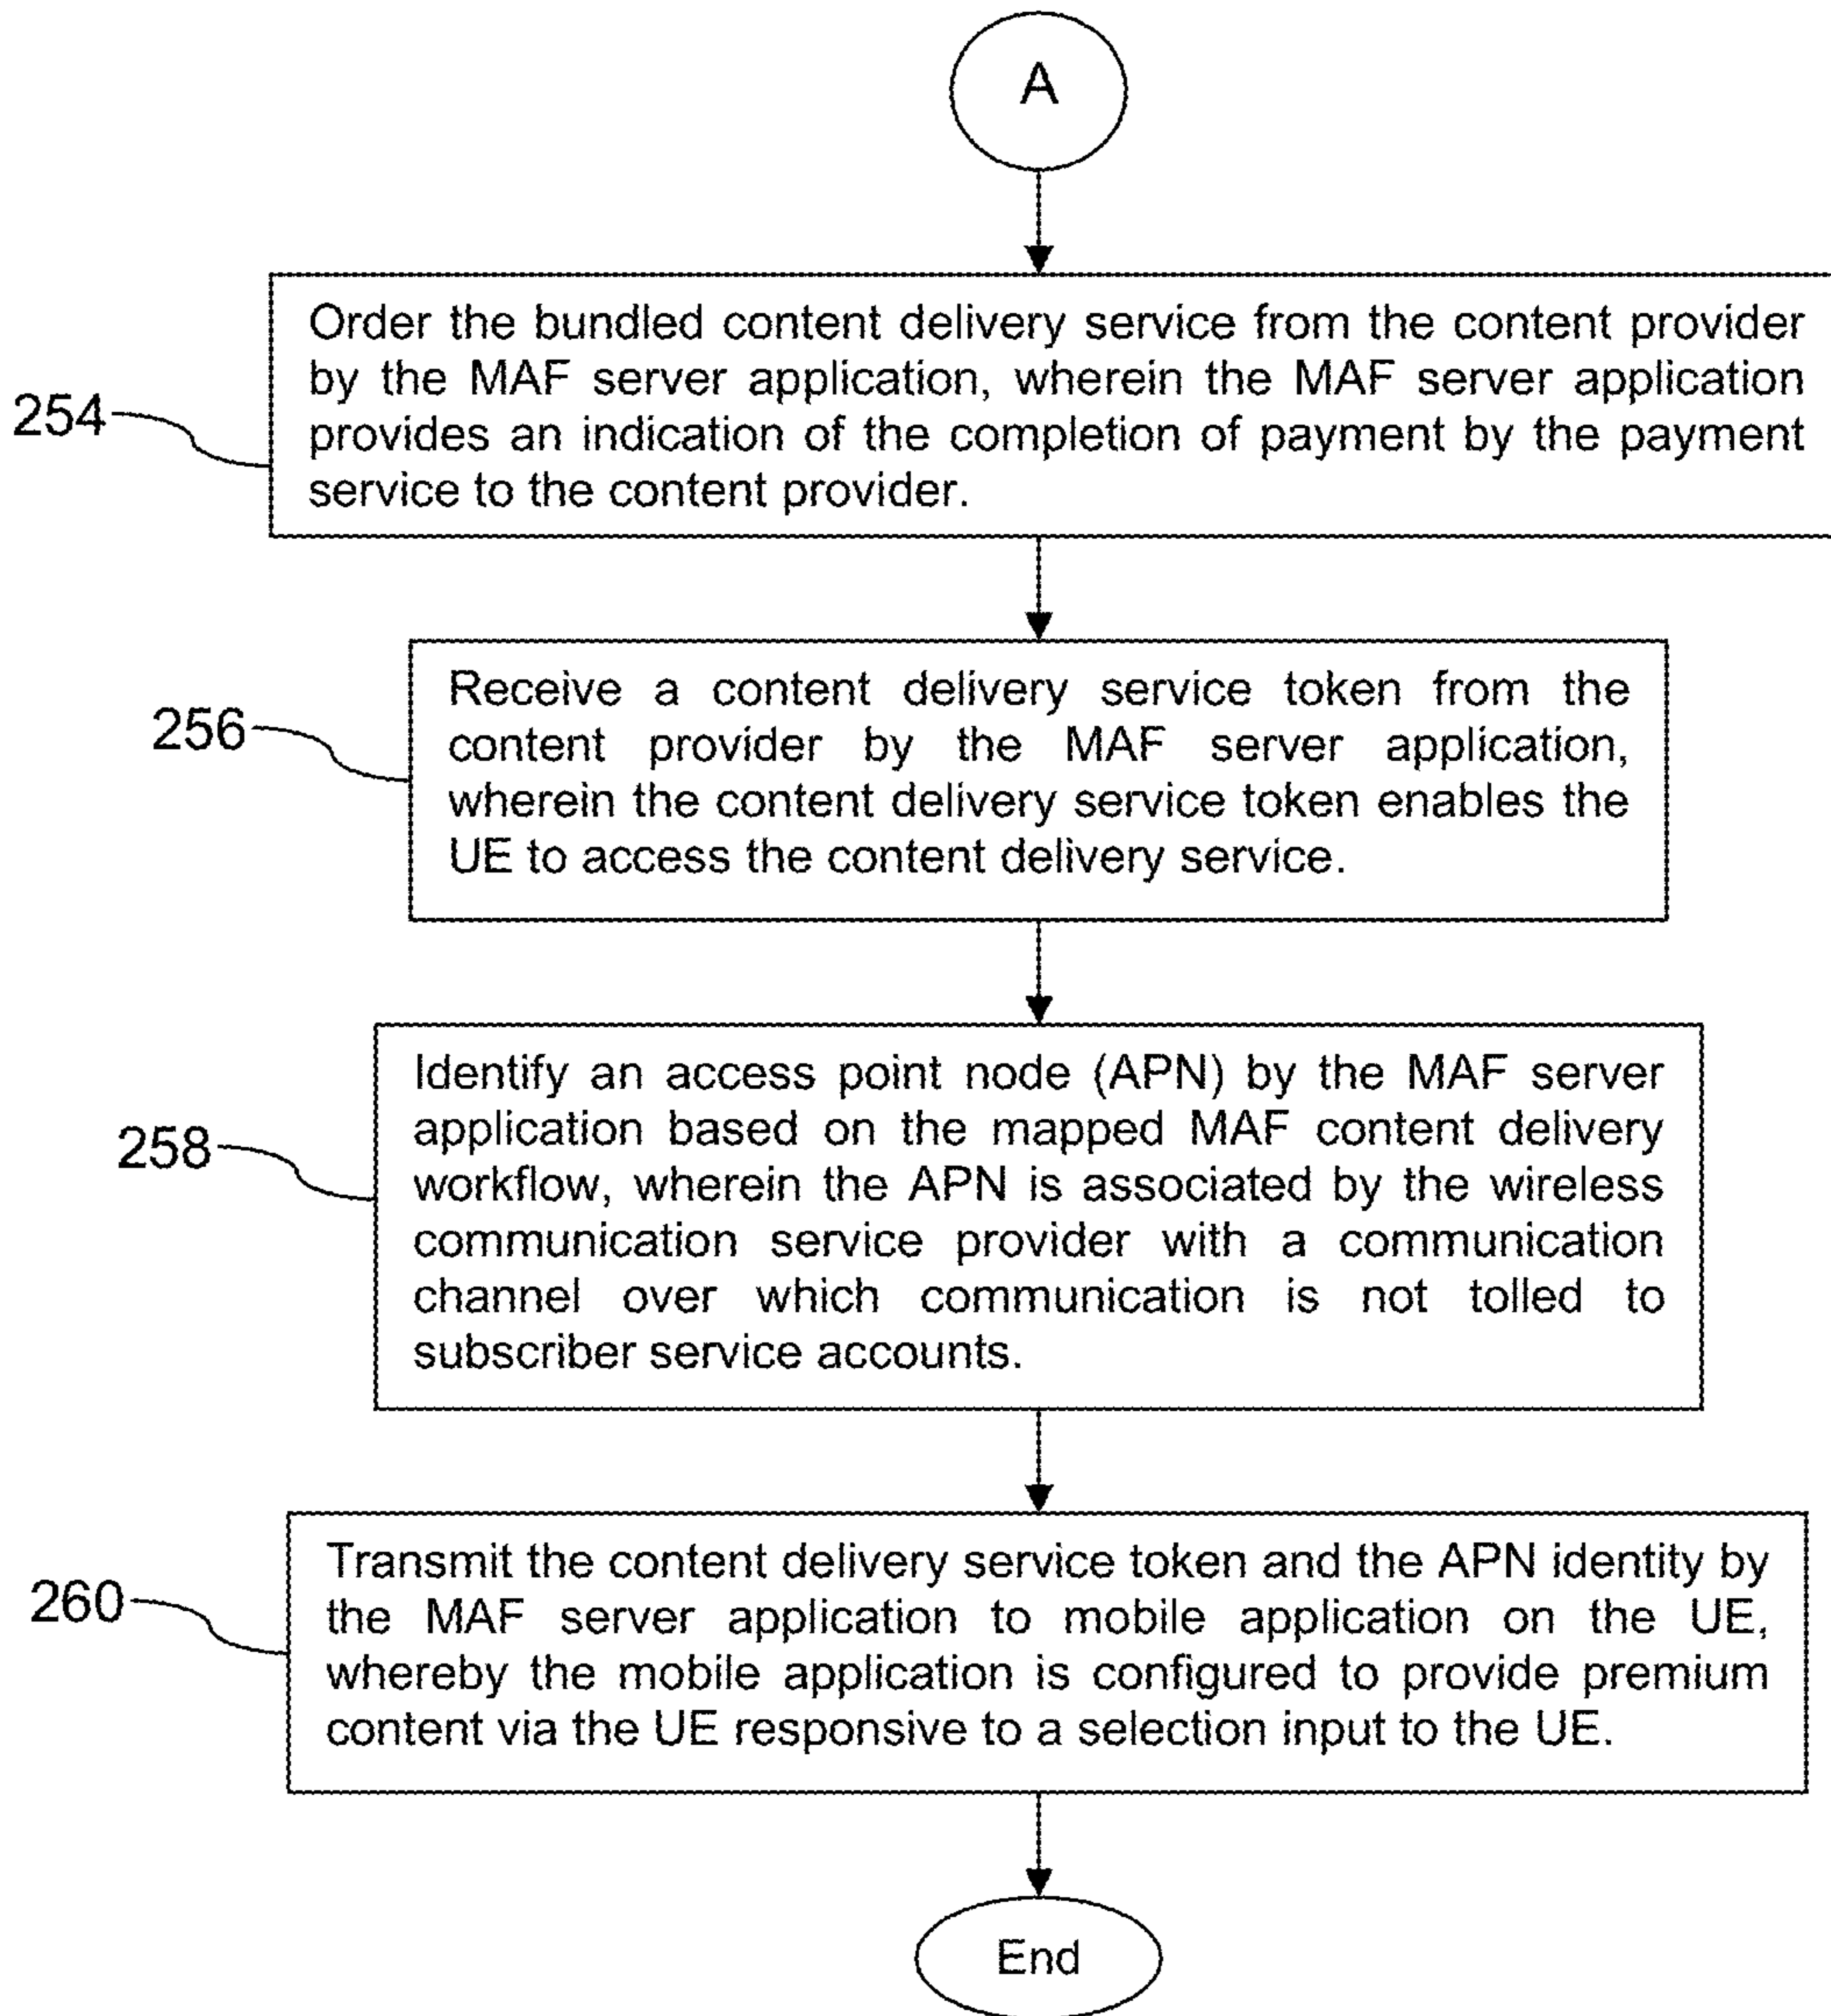 A
Order the bundled content delivery service from the content provider
by the MAF server application, wherein the MAF server application
provides an indication of the completion of payment by the payment
service to the content provider.
254
Receive a content delivery service token from the
content provider by the MAF server application,
wherein the content delivery service token enables the
UE to access the content delivery service.
256
Identify an access point node (APN) by the MAF server
application based on the mapped MAF content delivery
workflow, wherein the APN is associated by the wireless
communication service provider with a communication
channel over which communication is not tolled to
subscriber service accounts.
258
Transmit the content delivery service token and the APN identity by
the MAF server application to mobile application on the UE,
whereby the mobile application is configured to provide premium
content via the UE responsive to a selection input to the UE.
260
End